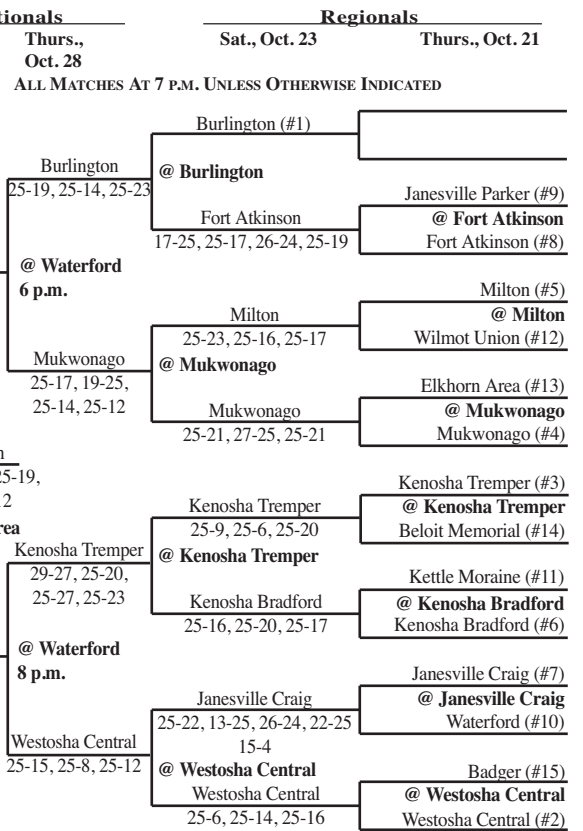 Regionals
Thurs.,
Oct. 28
Sat., Oct. 23
Thurs., Oct. 21
ALL MATCHES AT 7 P.M. UNLESS OTHERWISE INDICATED
Burlington (#1)
Burlington
25-19, 25-14, 25-23
@ Burlington
Janesville Parker (#9)
@ Fort Atkinson
Fort Atkinson (#8)
Fort Atkinson
17-25, 25-17, 26-24, 25-19
@ Waterford
6 p.m.
Milton (#5)
@ Milton
Wilmot Union (#12)
Milton
25-23, 25-16, 25-17
Mukwonago
25-17, 19-25,
25-14, 25-12
@ Mukwonago
Elkhorn Area (#13)
@ Mukwonago
Mukwonago (#4)
Mukwonago
25-21, 27-25, 25-21
Kenosha Tremper (#3)
@ Kenosha Tremper
Beloit Memorial (#14)
Kenosha Tremper
25-9, 25-6, 25-20
Kenosha Tremper
29-27, 25-20,
25-27, 25-23
@ Kenosha Tremper
Kettle Moraine (#11)
@ Kenosha Bradford
Kenosha Bradford (#6)
Kenosha Bradford
25-16, 25-20, 25-17
@ Waterford
8 p.m.
Janesville Craig (#7)
@ Janesville Craig
Waterford (#10)
Janesville Craig
25-22, 13-25, 26-24, 22-25
15-4
Westosha Central
25-15, 25-8, 25-12
@ Westosha Central
Badger (#15)
@ Westosha Central
Westosha Central (#2)
Westosha Central
25-6, 25-14, 25-16